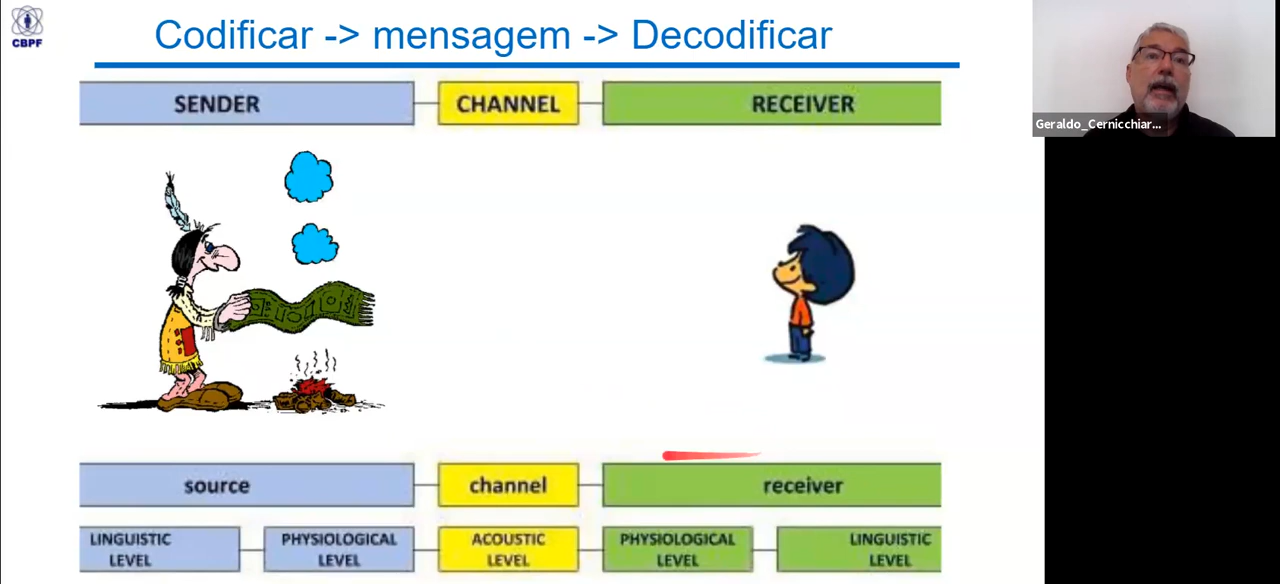 CBPF
Codificar -> mensagem -> Decodificar
SENDER CHANNEL RECEIVER
Geraldo_Cernicchiar...
source channel receiver
LINGUISTIC LEVEL PHYSIOLOGICAL LEVEL ACOUSTIC LEVEL PHYSIOLOGICAL LEVEL LINGUISTIC LEVEL